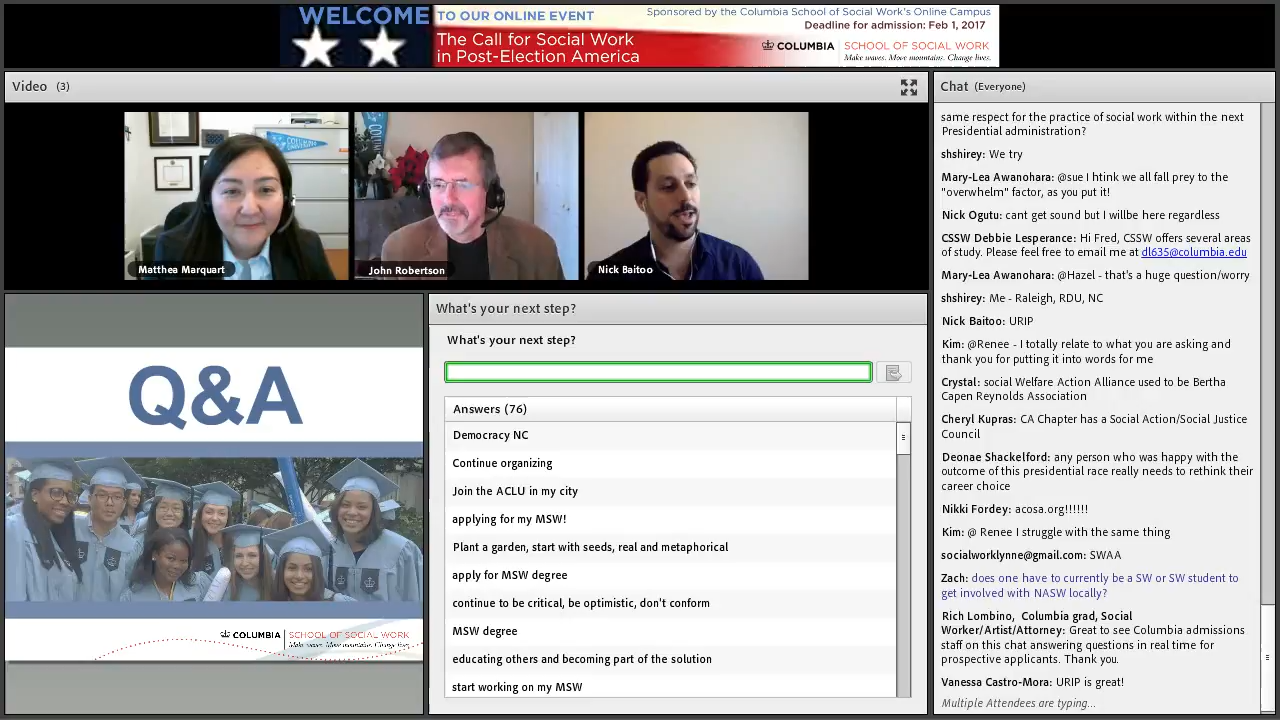 WELCOME TO OUR ONLINE EVENT
The Call for Social Work
in Post-Election America
Sponsored by the Columbia School of Social Work's Online Campus
Deadline for admission: Feb 1, 2017
COLUMBIA | SCHOOL OF SOCIAL WORK
Make waves. Move mountains. Change lives.
Video (3)
Matthea Marquart
John Robertson
Nick Baitoo
Q&A
COLUMBIA | SCHOOL OF SOCIAL WORK
Make waves. Move mountains. Change lives.
What's your next step?
What's your next step?
Answers (76)
Democracy NC
Continue organizing
Join the ACLU in my city
applying for my MSW!
Plant a garden, start with seeds, real and metaphorical
apply for MSW degree
continue to be critical, be optimistic, don't conform
MSW degree
educating others and becoming part of the solution
start working on my MSW
Chat (Everyone)
same respect for the practice of social work within the next
Presidential administration?
shshirey: We try
Mary-Lea Awanohara: @sue I htink we all fall prey to the
"overwhelm" factor, as you put it!
Nick Ogutu: cant get sound but I willbe here regardless
CSSW Debbie Lesperance: Hi Fred, CSSW offers several areas
of study. Please feel free to email me at dl635@columbia.edu
Mary-Lea Awanohara: @Hazel - that's a huge question/worry
shshirey: Me - Raleigh, RDU, NC
Nick Baitoo: URIP
Kim: @Renee - I totally relate to what you are asking and
thank you for putting it into words for me
Crystal: social Welfare Action Alliance used to be Bertha
Capen Reynolds Association
Cheryl Kupras: CA Chapter has a Social Action/Social Justice
Council
Deonae Shackelford: any person who was happy with the
outcome of this presidential race really needs to rethink their
career choice
Nikki Fordey: acosa.org!!!!!!
Kim: @ Renee I struggle with the same thing
socialworklynne@gmail.com: SWAA
Zach: does one have to currently be a SW or SW student to
get involved with NASW locally?
Rich Lombino, Columbia grad, Social
Worker/Artist/Attorney: Great to see Columbia admissions
staff on this chat answering questions in real time for
prospective applicants. Thank you.
Vanessa Castro-Mora: URIP is great!
Multiple Attendees are typing...